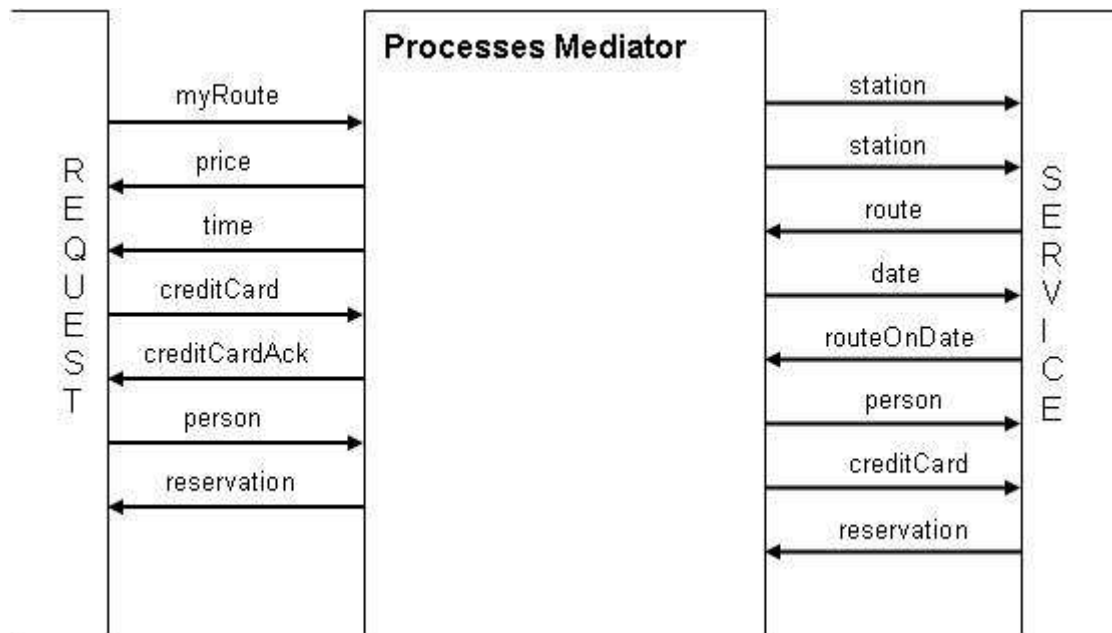 Processes Mediator
REQUEST
myRoute
price
time
creditCard
creditCardAck
person
reservation
station
station
route
date
routeOnDate
person
creditCard
reservation
SERVICE